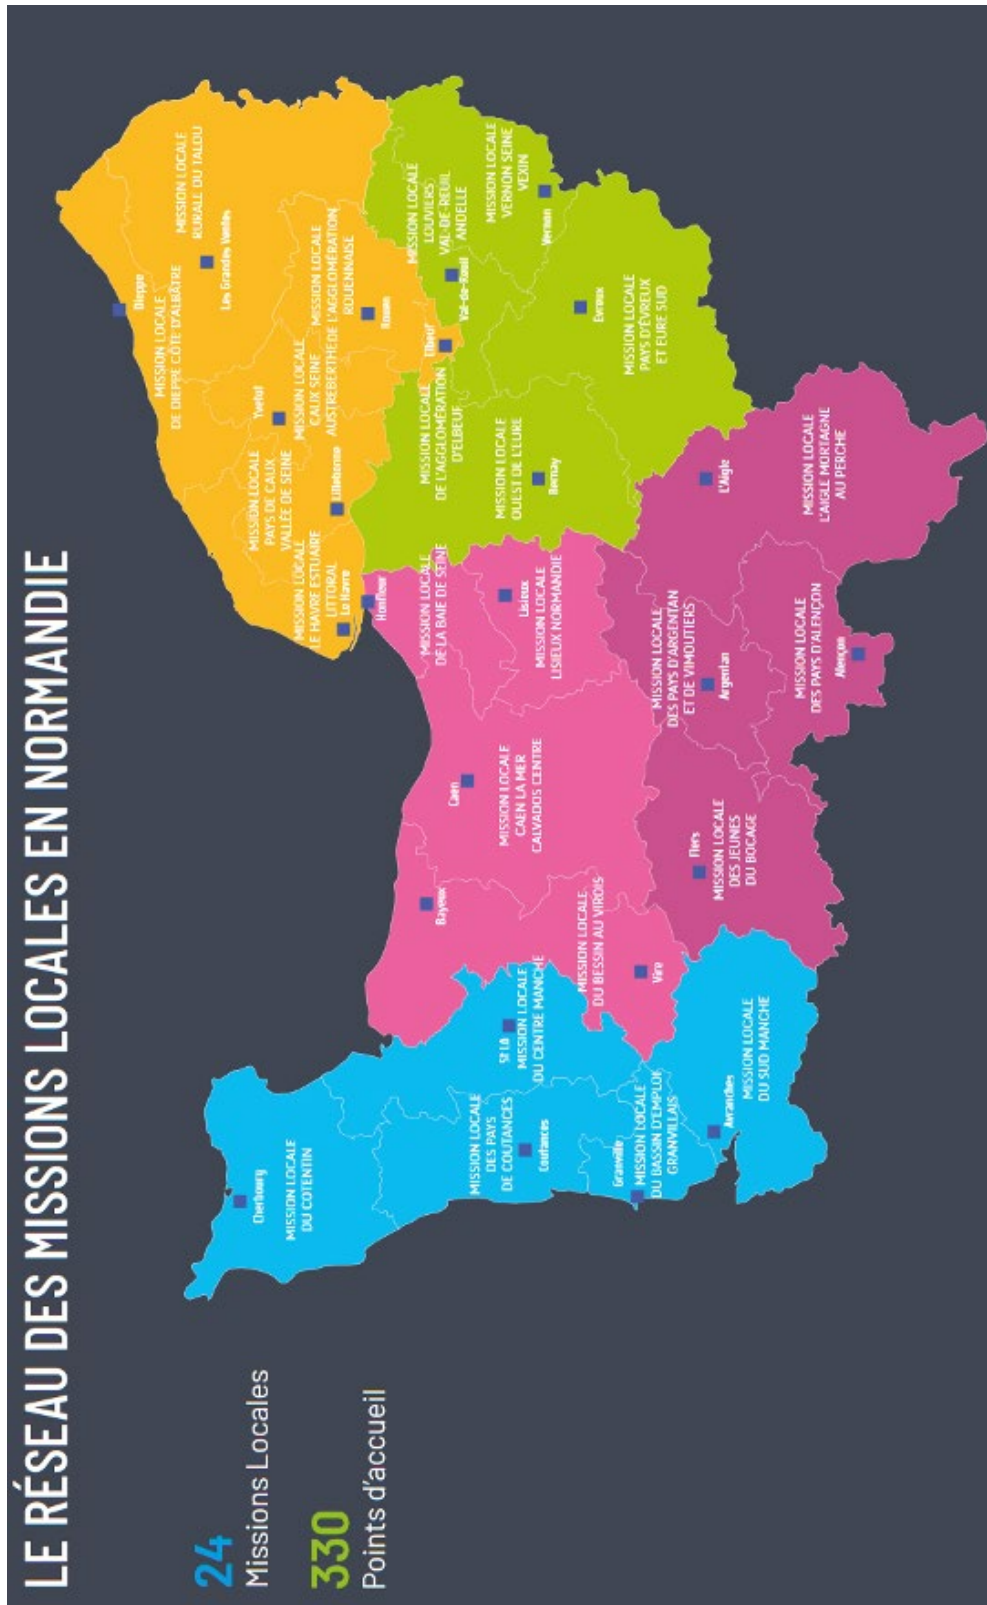 LE RÉSEAU DES MISSIONS LOCALES EN NORMANDIE
24
Missions Locales
330
Points d'accueil
Cherbourg
MISSION LOCALE
DU COTENTIN
St Lô
MISSION LOCALE
DU CENTRE MANCHE
MISSION LOCALE
DES PAYS
DE COUTANCES
Coutances
Granville
MISSION LOCALE
DU BASSIN D'EMPLOI
GRANVILLAIS
Avranches
MISSION LOCALE
DU SUD MANCHE
Bayeux
MISSION LOCALE
DU BESSIN AU VIROIS
Vire
Caen
MISSION LOCALE
CAEN LA MER
CALVADOS CENTRE
Honfleur
MISSION LOCALE
DE LA BAIE DE SEINE
Lisieux
MISSION LOCALE
LISIEUX NORMANDIE
Flers
MISSION LOCALE
DES JEUNES
DU BOCAGE
MISSION LOCALE
DES PAYS D'ARGENTAN
ET DE VIMOUTIERS
Argentan
MISSION LOCALE
DES PAYS D'ALENÇON
Alençon
L'Aigle
MISSION LOCALE
L'AIGLE MORTAGNE
AU PERCHE
MISSION LOCALE
LE HAVRE ESTUAIRE
LITTORAL
Le Havre
MISSION LOCALE
PAYS DE CAUX
VALLÉE DE SEINE
Lillebonne
Yvetot
MISSION LOCALE
CAUX SEINE
AUSTREBERTHE
Dieppe
MISSION LOCALE
DE DIEPPE CÔTE D'ALBÂTRE
MISSION LOCALE
RURALE DU TALOU
Les Grandes Ventes
MISSION LOCALE
DE L'AGGLOMÉRATION
ROUENNAISE
Rouen
Elbeuf
MISSION LOCALE
DE L'AGGLOMÉRATION
D'ELBEUF
MISSION LOCALE
OUEST DE L'EURE
Bernay
MISSION LOCALE
LOUVIERS
VAL-DE-REUIL
ANDELLE
Val-de-Reuil
MISSION LOCALE
VERNON SEINE
VEXIN
Vernon
Evreux
MISSION LOCALE
PAYS D'ÉVREUX
ET EURE SUD